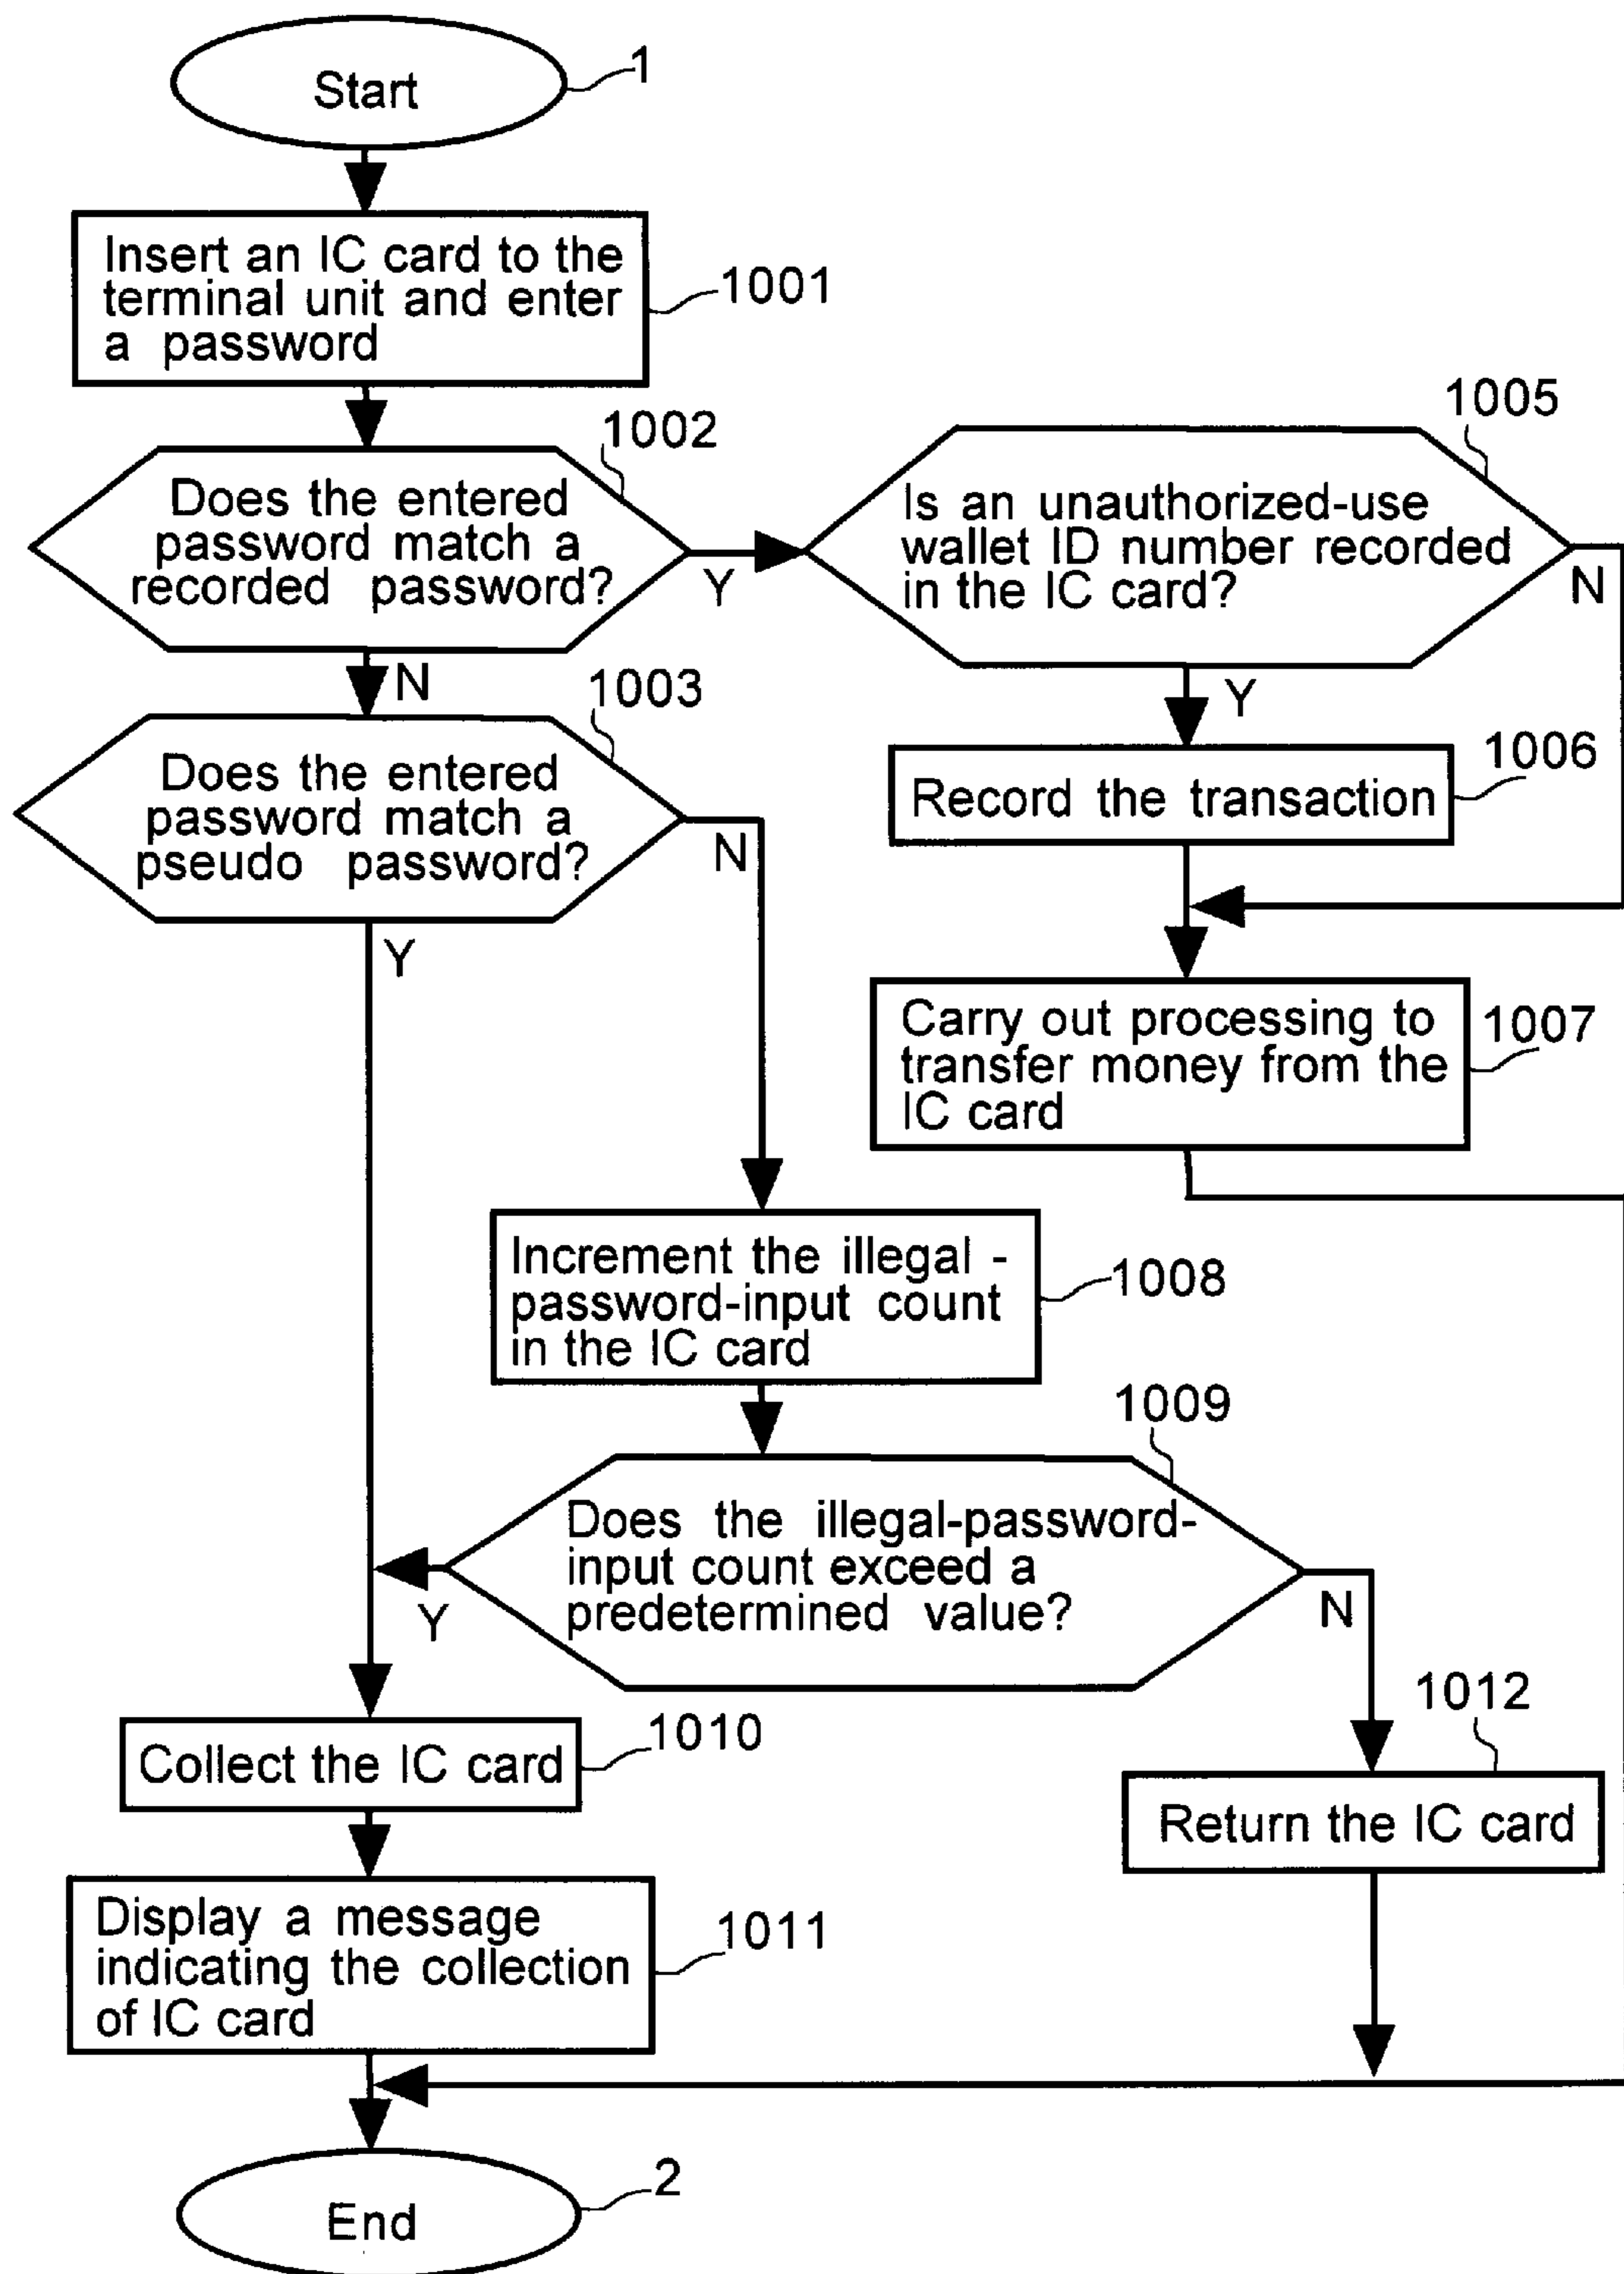 Start
1
Insert an IC card to the
terminal unit and enter
a password
1001
1002
Does the entered
password match a
recorded password?
Y
N
1005
Is an unauthorized-use
wallet ID number recorded
in the IC card?
N
Y
1003
Does the entered
password match a
pseudo password?
N
Y
Record the transaction
1006
Carry out processing to
transfer money from the
IC card
1007
Increment the illegal -
password-input count
in the IC card
1008
1009
Does the illegal-password-
input count exceed a
predetermined value?
Y
N
Collect the IC card
1010
1012
Return the IC card
Display a message
indicating the collection
of IC card
1011
End
2